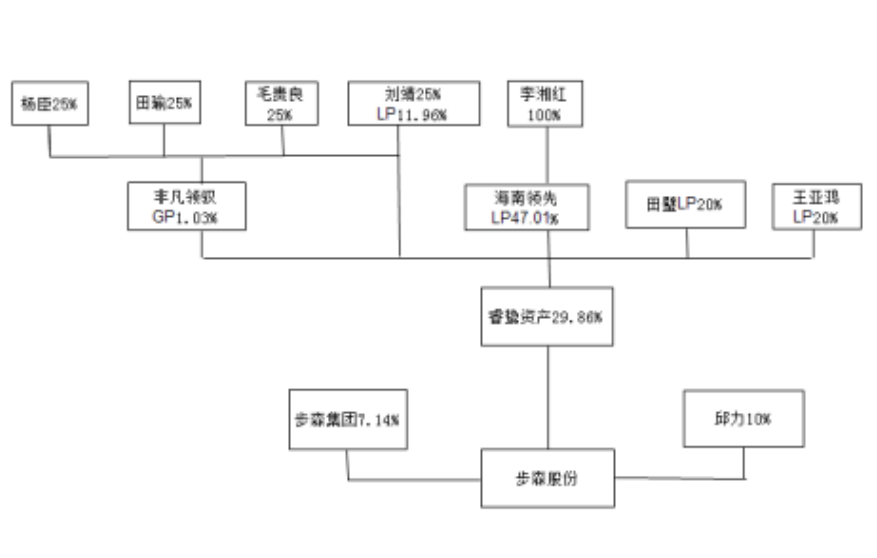 杨臣25%
田瑜25%
毛贵良
25%
刘靖25%
LP11.96%
李湘红
100%
非凡领驭
GP1.03%
海南领先
LP47.01%
田瞾LP20%
王亚鸿
LP20%
睿鸷资产29.86%
步森集团7.14%
邱力10%
步森股份